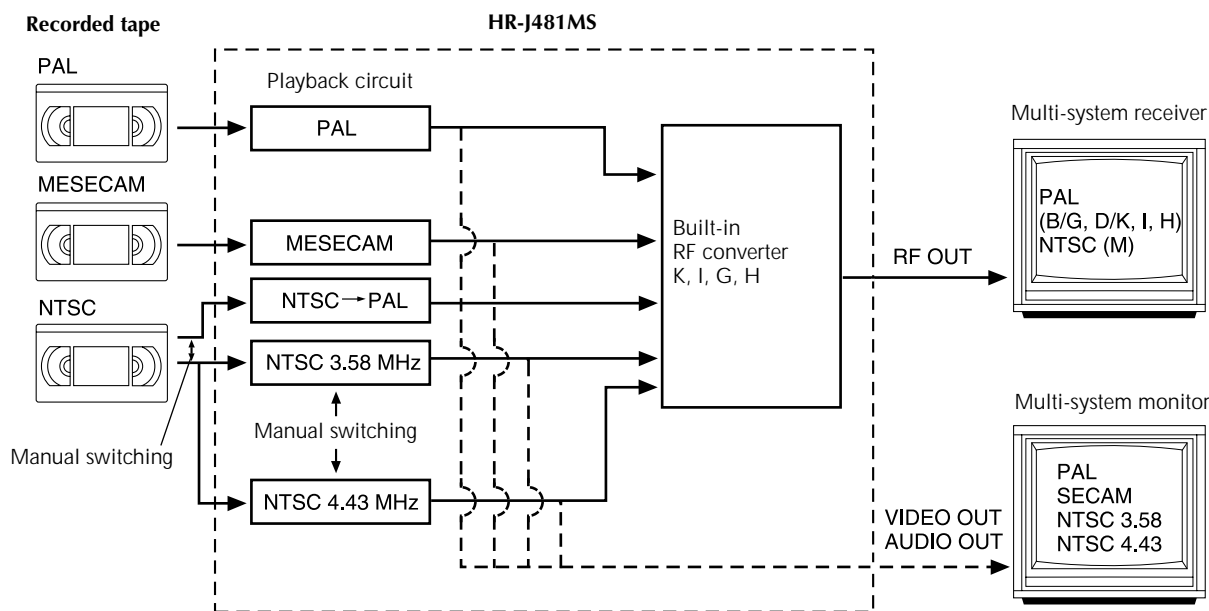 Recorded tape
HR-J481MS
PAL
Playback circuit
PAL
MESECAM
MESECAM
NTSC → PAL
NTSC
NTSC 3.58 MHz
Manual switching
Manual switching
NTSC 4.43 MHz
Built-in
RF converter
K, I, G, H
RF OUT
Multi-system receiver
PAL
(B/G, D/K, I, H)
NTSC (M)
VIDEO OUT
AUDIO OUT
Multi-system monitor
PAL
SECAM
NTSC 3.58
NTSC 4.43